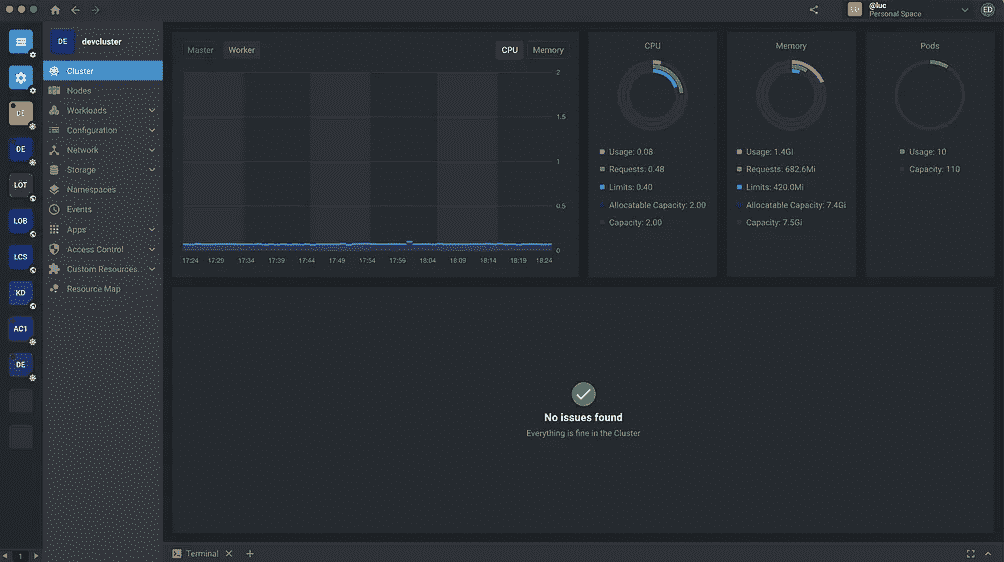 @luc
Personal Space
ED
DE
devcluster
Cluster
Nodes
Workloads
Configuration
Network
Storage
Namespaces
Events
Apps
Access Control
Custom Resources
Resource Map
DE
DE
LOT
LOB
LCS
KD
AC1
DE
1
Master
Worker
CPU
Memory
2
1.5
1
0.5
0
17:24
17:29
17:34
17:39
17:44
17:49
17:54
17:59
18:04
18:09
18:14
18:19
18:24
CPU
Usage: 0.08
Requests: 0.48
Limits: 0.40
Allocatable Capacity: 2.00
Capacity: 2.00
Memory
Usage: 1.4Gi
Requests: 682.6Mi
Limits: 420.0Mi
Allocatable Capacity: 7.4Gi
Capacity: 7.5Gi
Pods
Usage: 10
Capacity: 110
No issues found
Everything is fine in the Cluster
Terminal